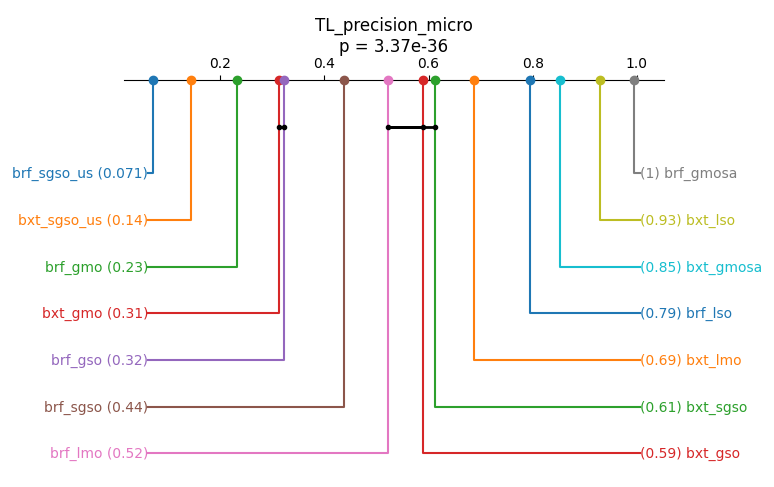 TL_precision_micro
p = 3.37e-36
0.2 0.4 0.6 0.8 1.0
brf_sgso_us (0.071) (1) brf_gmosa
bxt_sgso_us (0.14) (0.93) bxt_lso
brf_gmo (0.23) (0.85) bxt_gmosa
bxt_gmo (0.31) (0.79) brf_lso
brf_gso (0.32) (0.69) bxt_lmo
brf_sgso (0.44) (0.61) bxt_sgso
brf_lmo (0.52) (0.59) bxt_gso